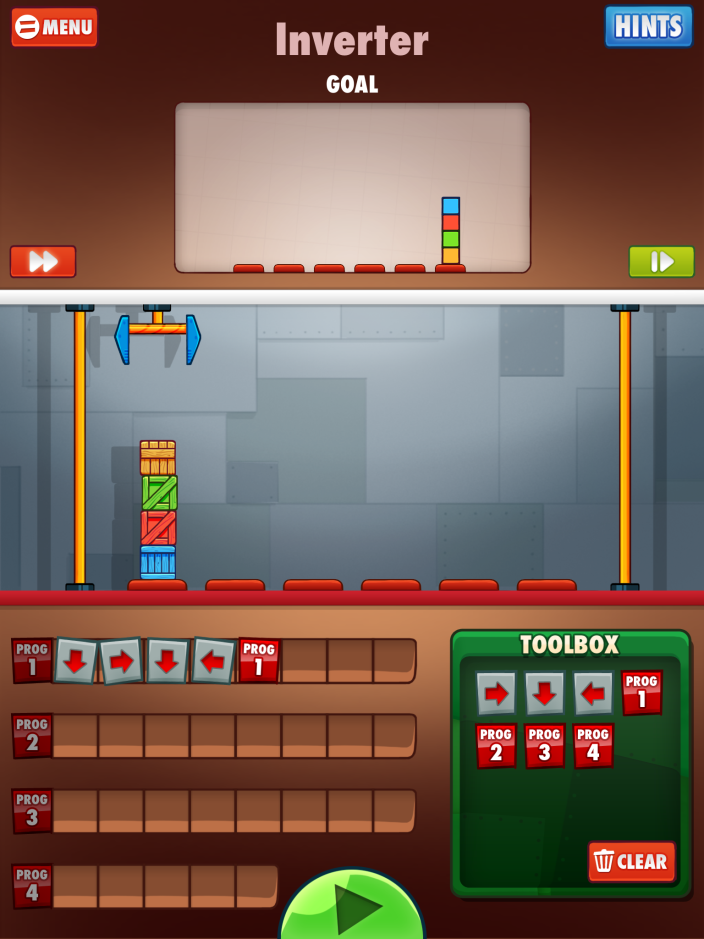 MENU
Inverter
HINTS
GOAL
PROG 1
PROG 1
TOOLBOX
PROG 1
PROG 2
PROG 2
PROG 3
PROG 4
PROG 3
PROG 4
CLEAR